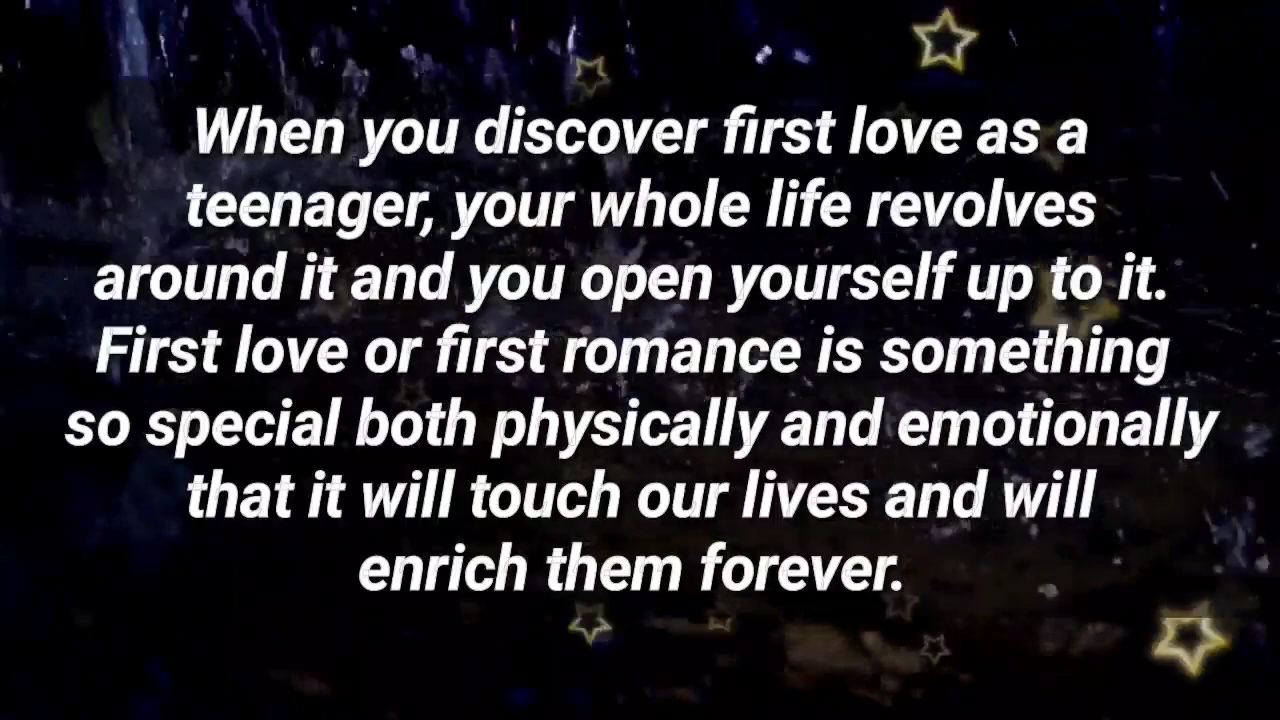 When you discover first love as a
teenager, your whole life revolves
around it and you open yourself up to it.
First love or first romance is something
so special both physically and emotionally
that it will touch our lives and will
enrich them forever.